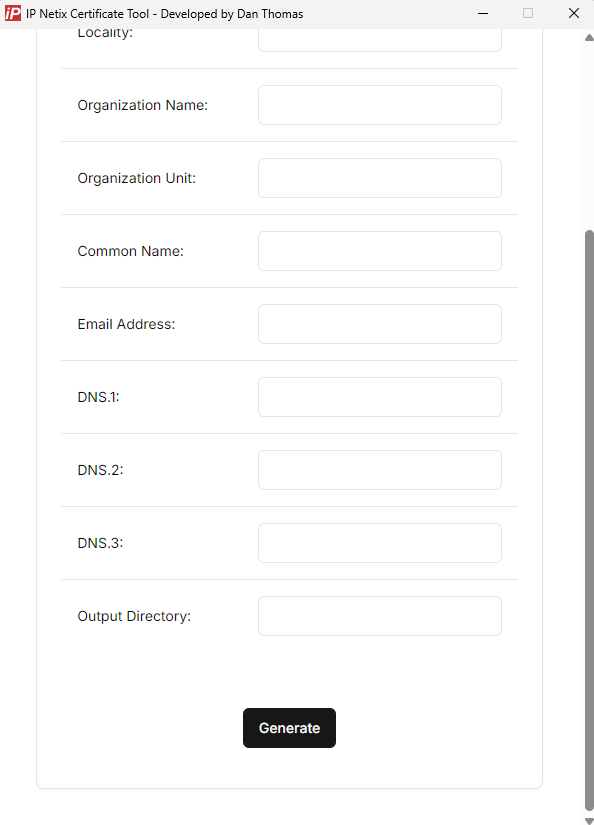 iP IP Netix Certificate Tool - Developed by Dan Thomas
Locality:
Organization Name:
Organization Unit:
Common Name:
Email Address:
DNS.1:
DNS.2:
DNS.3:
Output Directory:
Generate